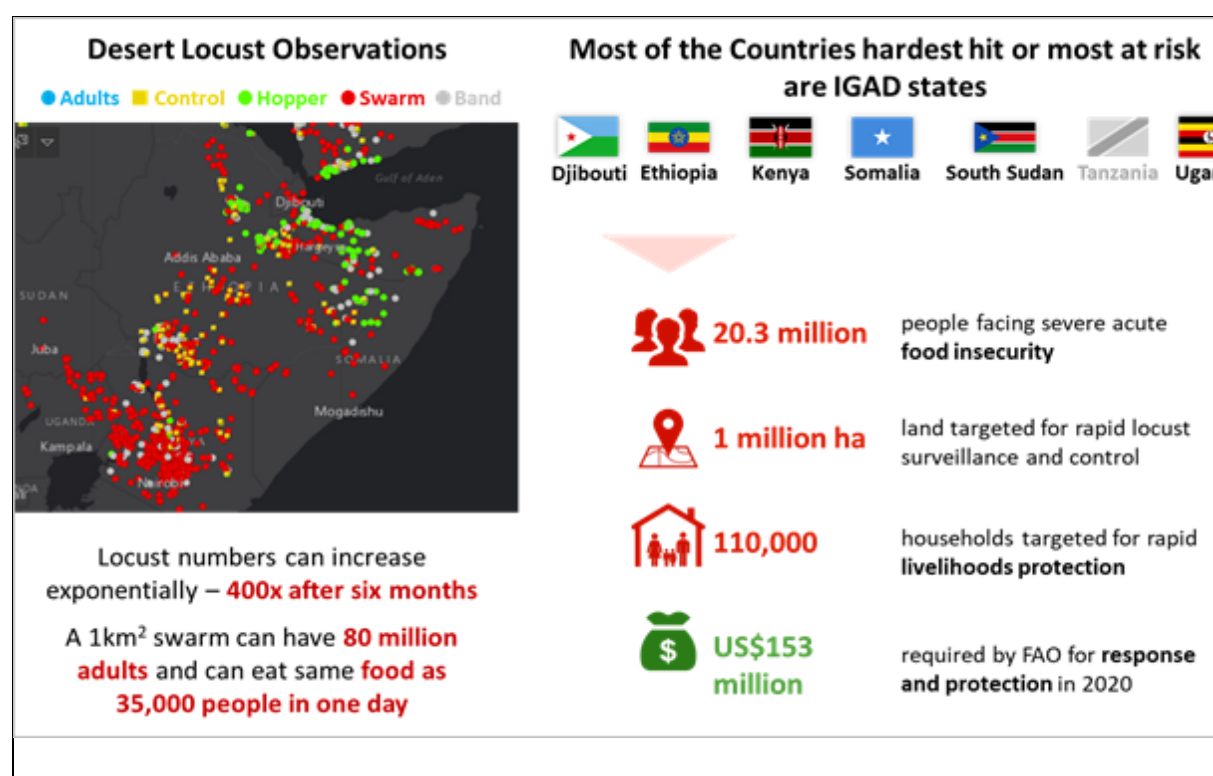 Desert Locust Observations
Adults Control Hopper Swarm Band
Gulf of Aden
Djibouti
Hargeysa
Addis Ababa
ETHIOPIA
SUDAN
Juba
SOMALIA
Mogadishu
UGANDA
Kampala
Nairobi
Locust numbers can increase
exponentially – 400x after six months
A 1km² swarm can have 80 million
adults and can eat same food as
35,000 people in one day
Most of the Countries hardest hit or most at risk
are IGAD states
Djibouti Ethiopia Kenya Somalia South Sudan Tanzania Ugan
20.3 million
people facing severe acute
food insecurity
1 million ha
land targeted for rapid locust
surveillance and control
110,000
households targeted for rapid
livelihoods protection
$
US$153
million
required by FAO for response
and protection in 2020